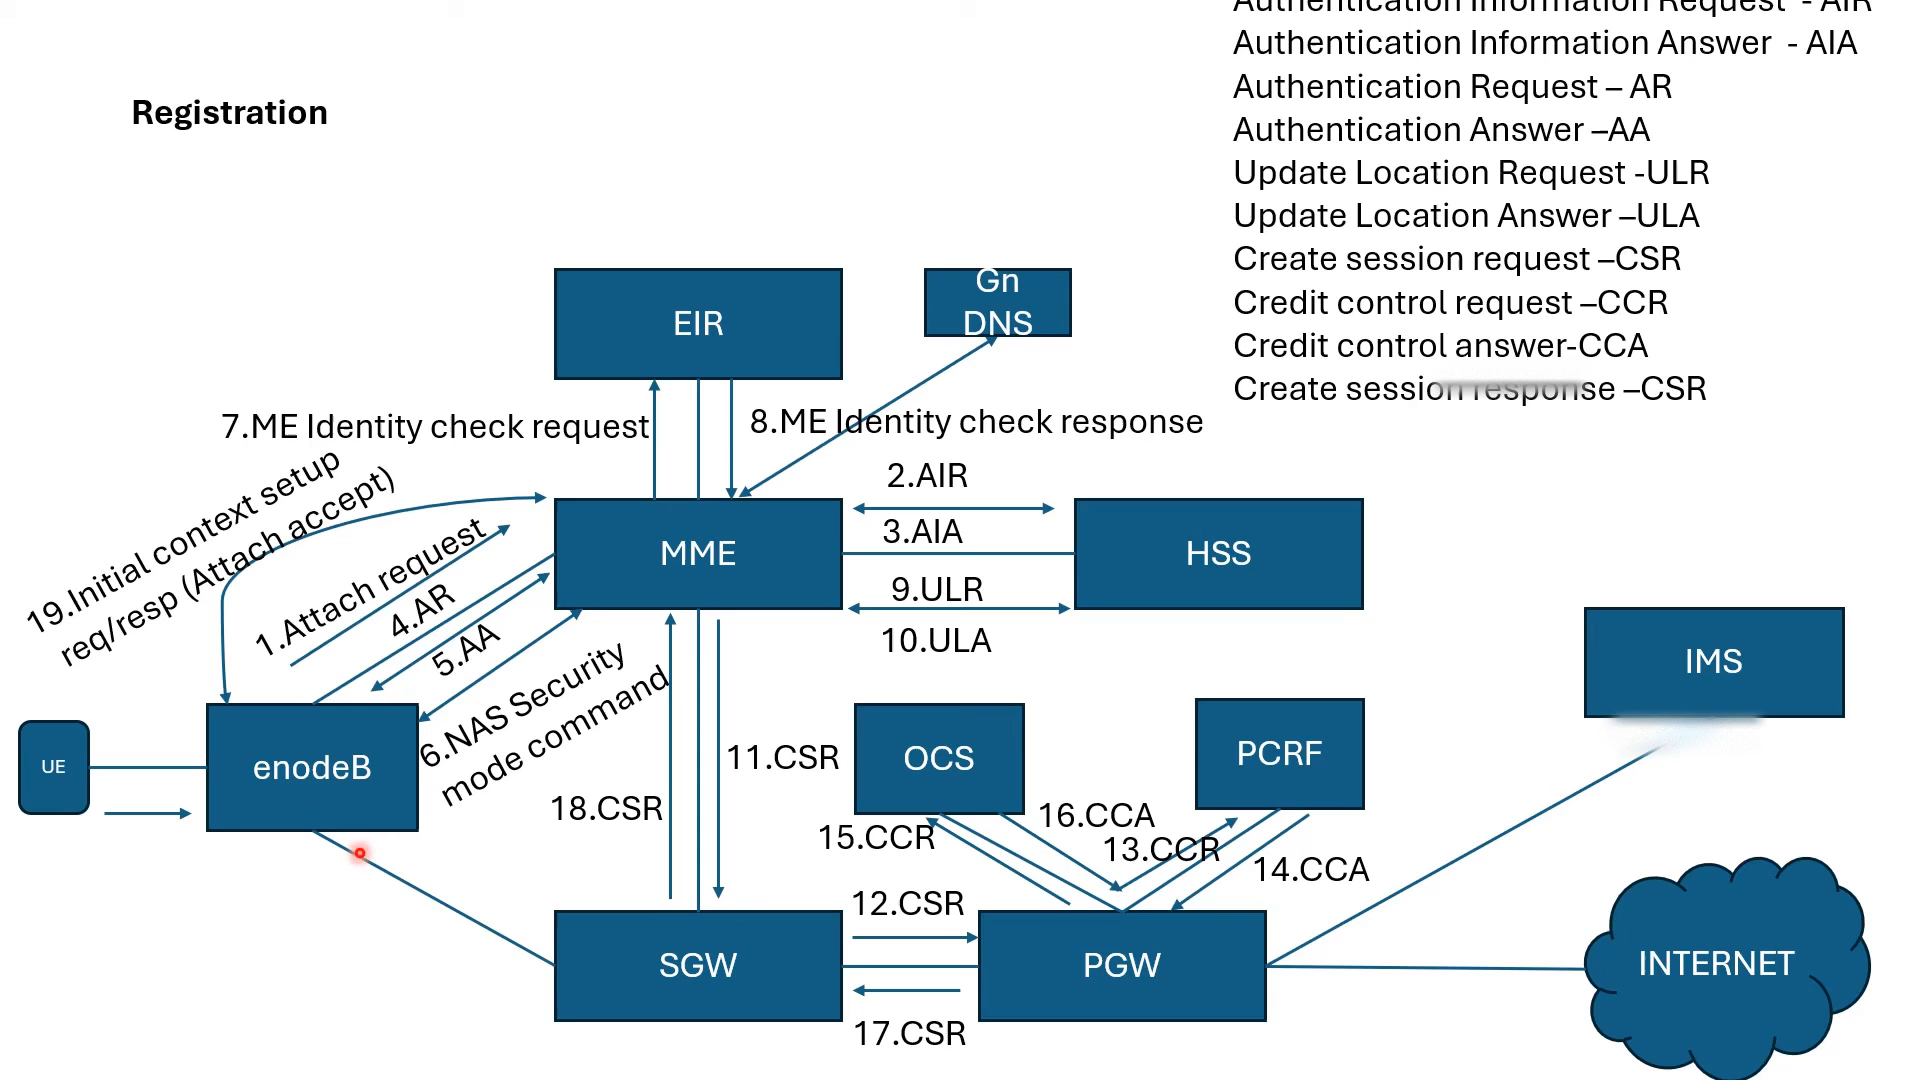 Authentication Information Request - AIR
Authentication Information Answer - AIA
Authentication Request – AR
Authentication Answer –AA
Update Location Request -ULR
Update Location Answer –ULA
Create session request –CSR
Credit control request –CCR
Credit control answer-CCA
Create session response –CSR
Registration
EIR
Gn
DNS
7.ME Identity check request
8.ME Identity check response
19.Initial context setup
req/resp (Attach accept)
1.Attach request
4.AR
5.AA
6.NAS Security
mode command
MME
2.AIR
3.AIA
9.ULR
10.ULA
HSS
IMS
UE
enodeB
18.CSR
11.CSR
OCS
PCRF
15.CCR
16.CCA
13.CCR
14.CCA
12.CSR
SGW
PGW
17.CSR
INTERNET